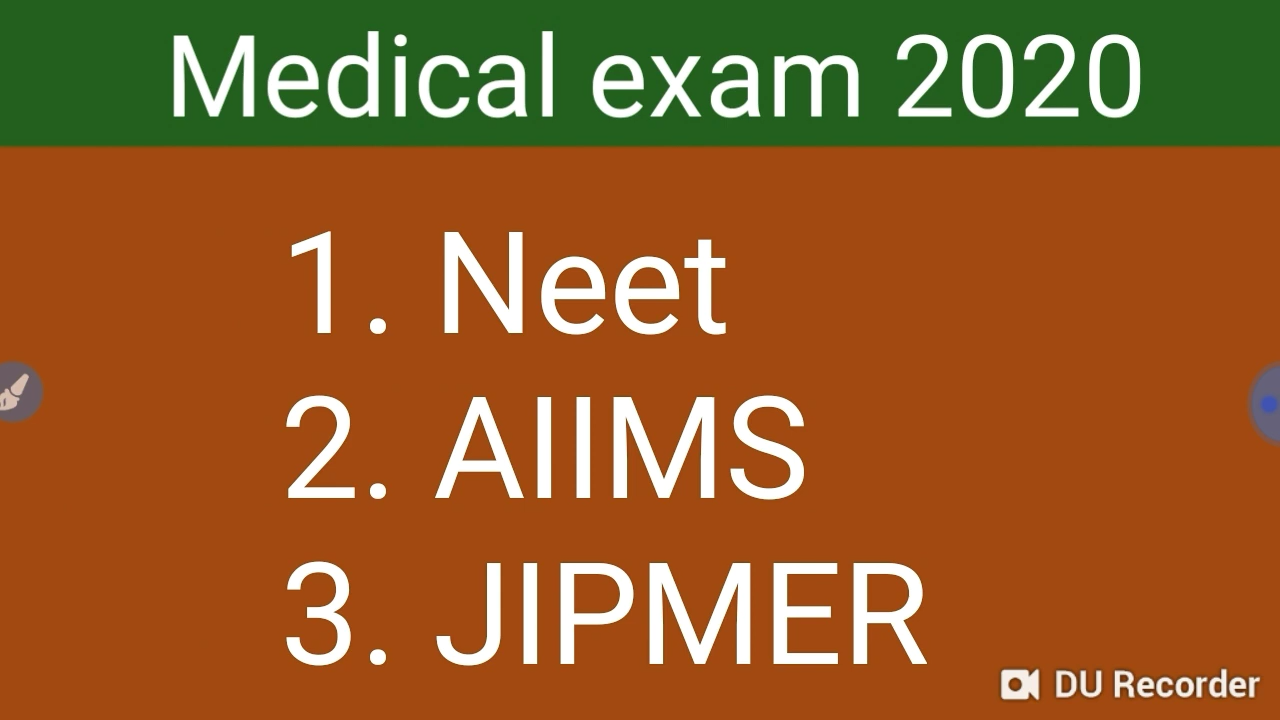 Medical exam 2020
1. Neet
2. AIIMS
3. JIPMER
DU Recorder